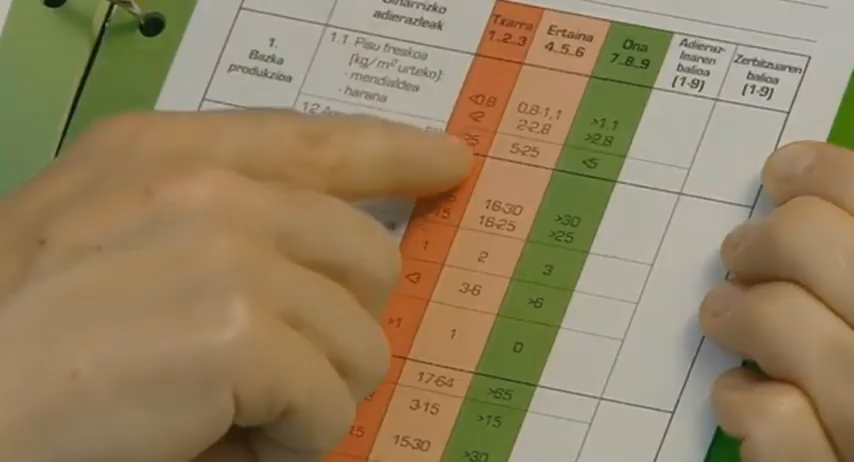 Oinarrizko
adierazleak
Txarra
1..2..3
Ertaina
4..5..6
Ona
7..8..9
Adieraz-
learen
balioa
(1-9)
Zerbitzuaren
balioa
(1-9)
1.
Bazka
produkzioa
1.1 Pisu freskoa
(kg/m² urteko):
· mendialdea
· harana
<0,8
0,8-1,1
>1,1
<2
2-2,8
>2,8
5-25
<5
16-30
>30
16-25
>25
1
2
3
<3
3-6
>6
>1
1
0
17-64
>65
3-15
>15
15-30
>30